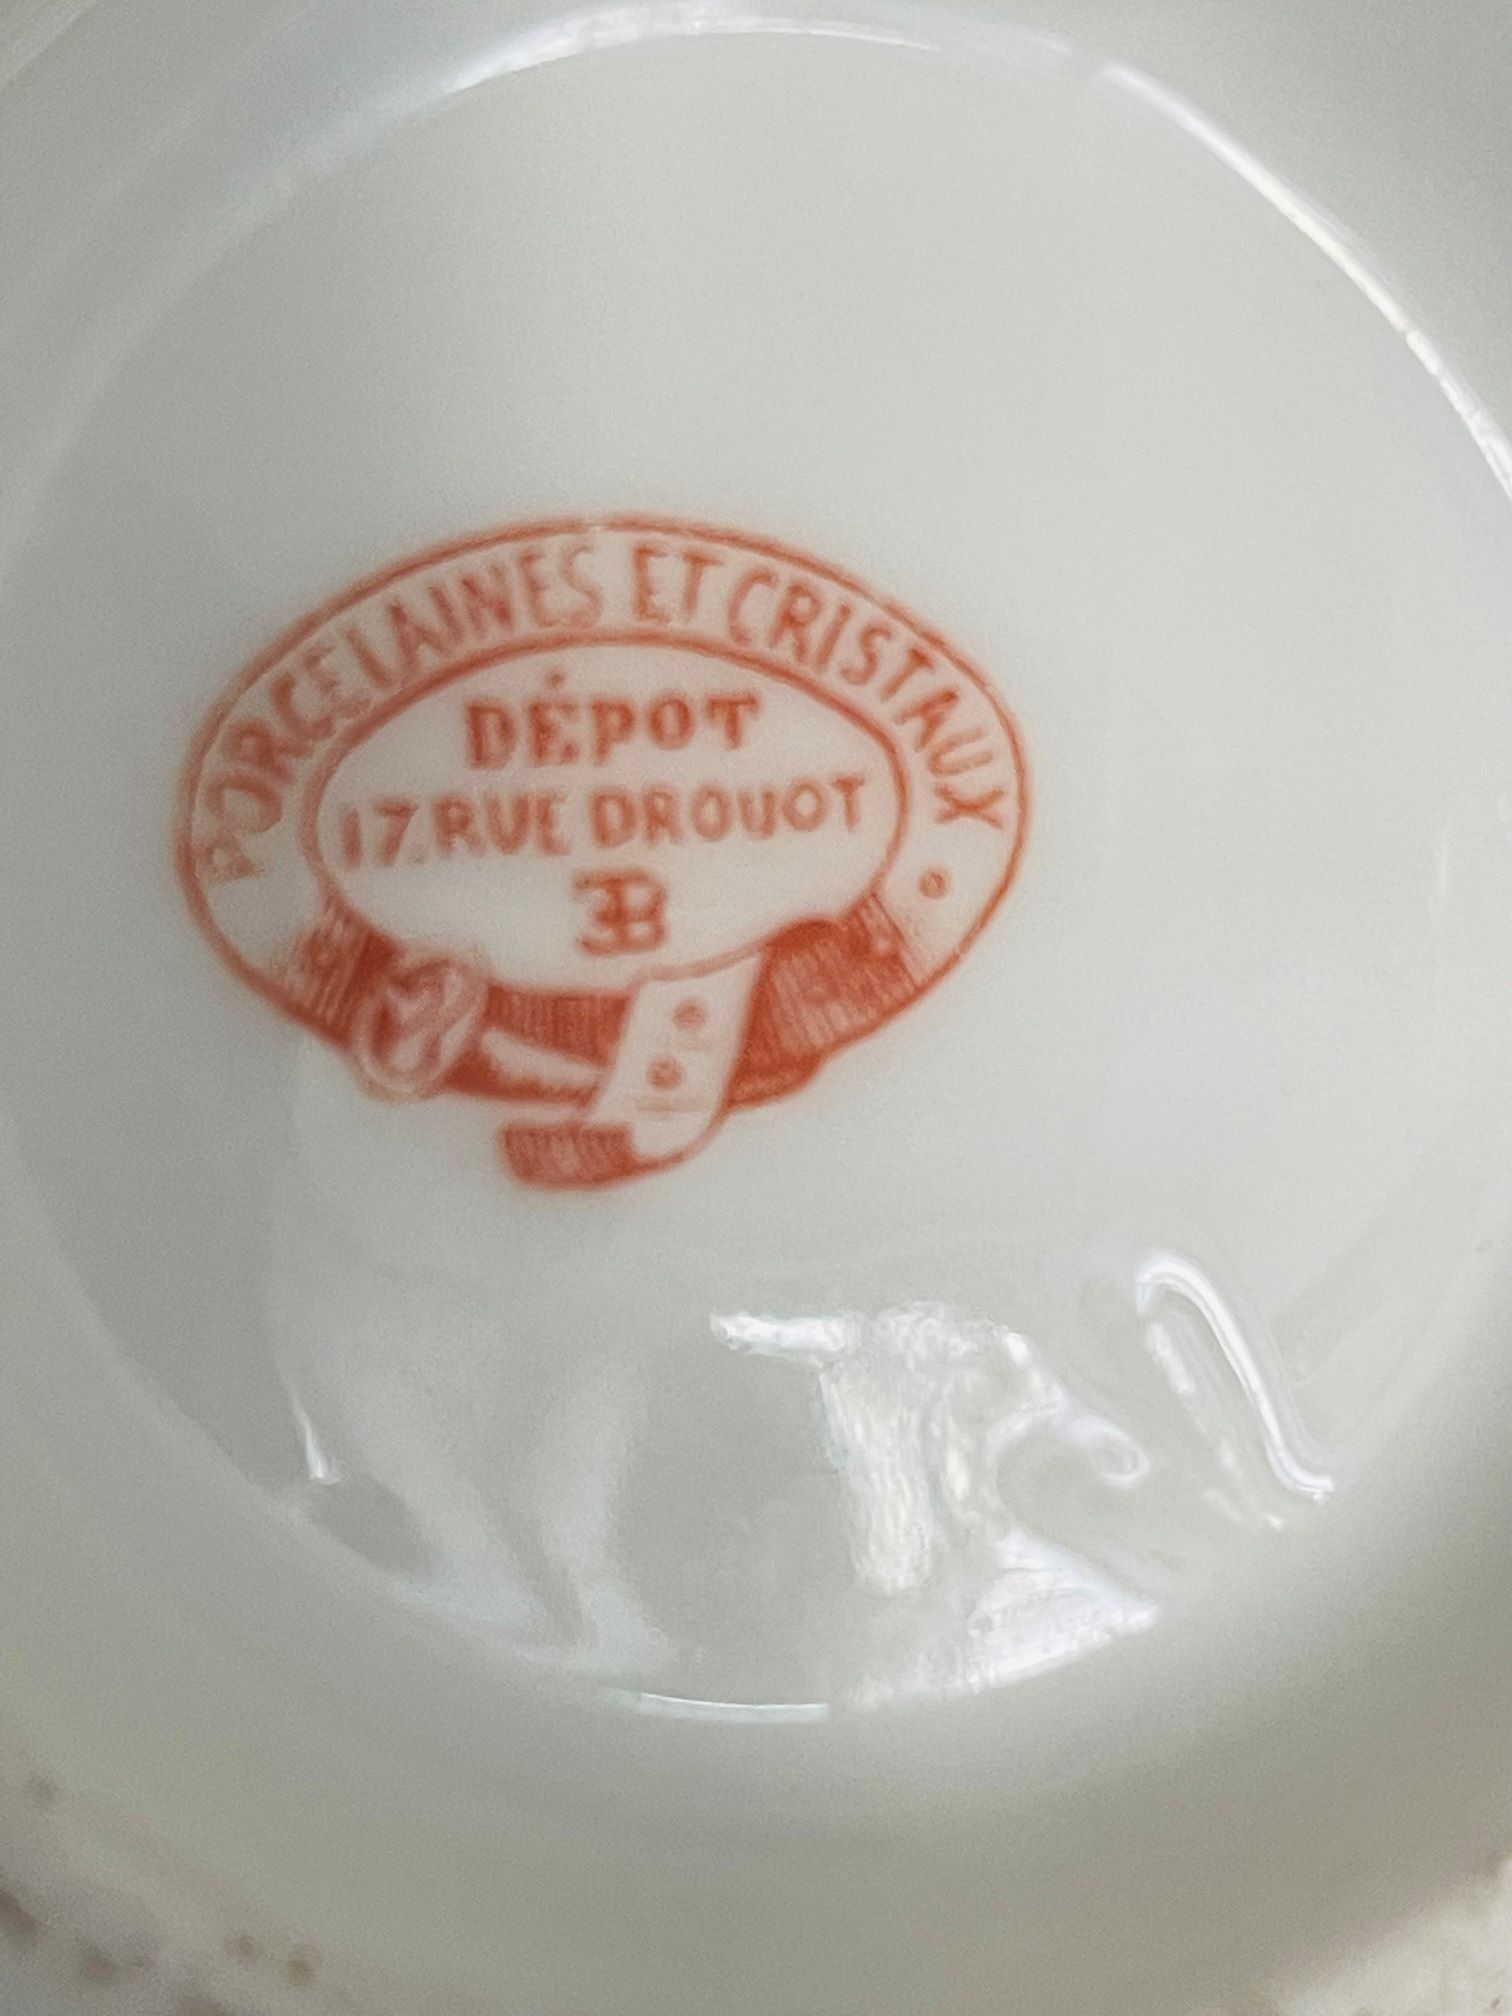 PORCELAINES ET CRISTAUX
DÉPOT
17. RUE DROUOT